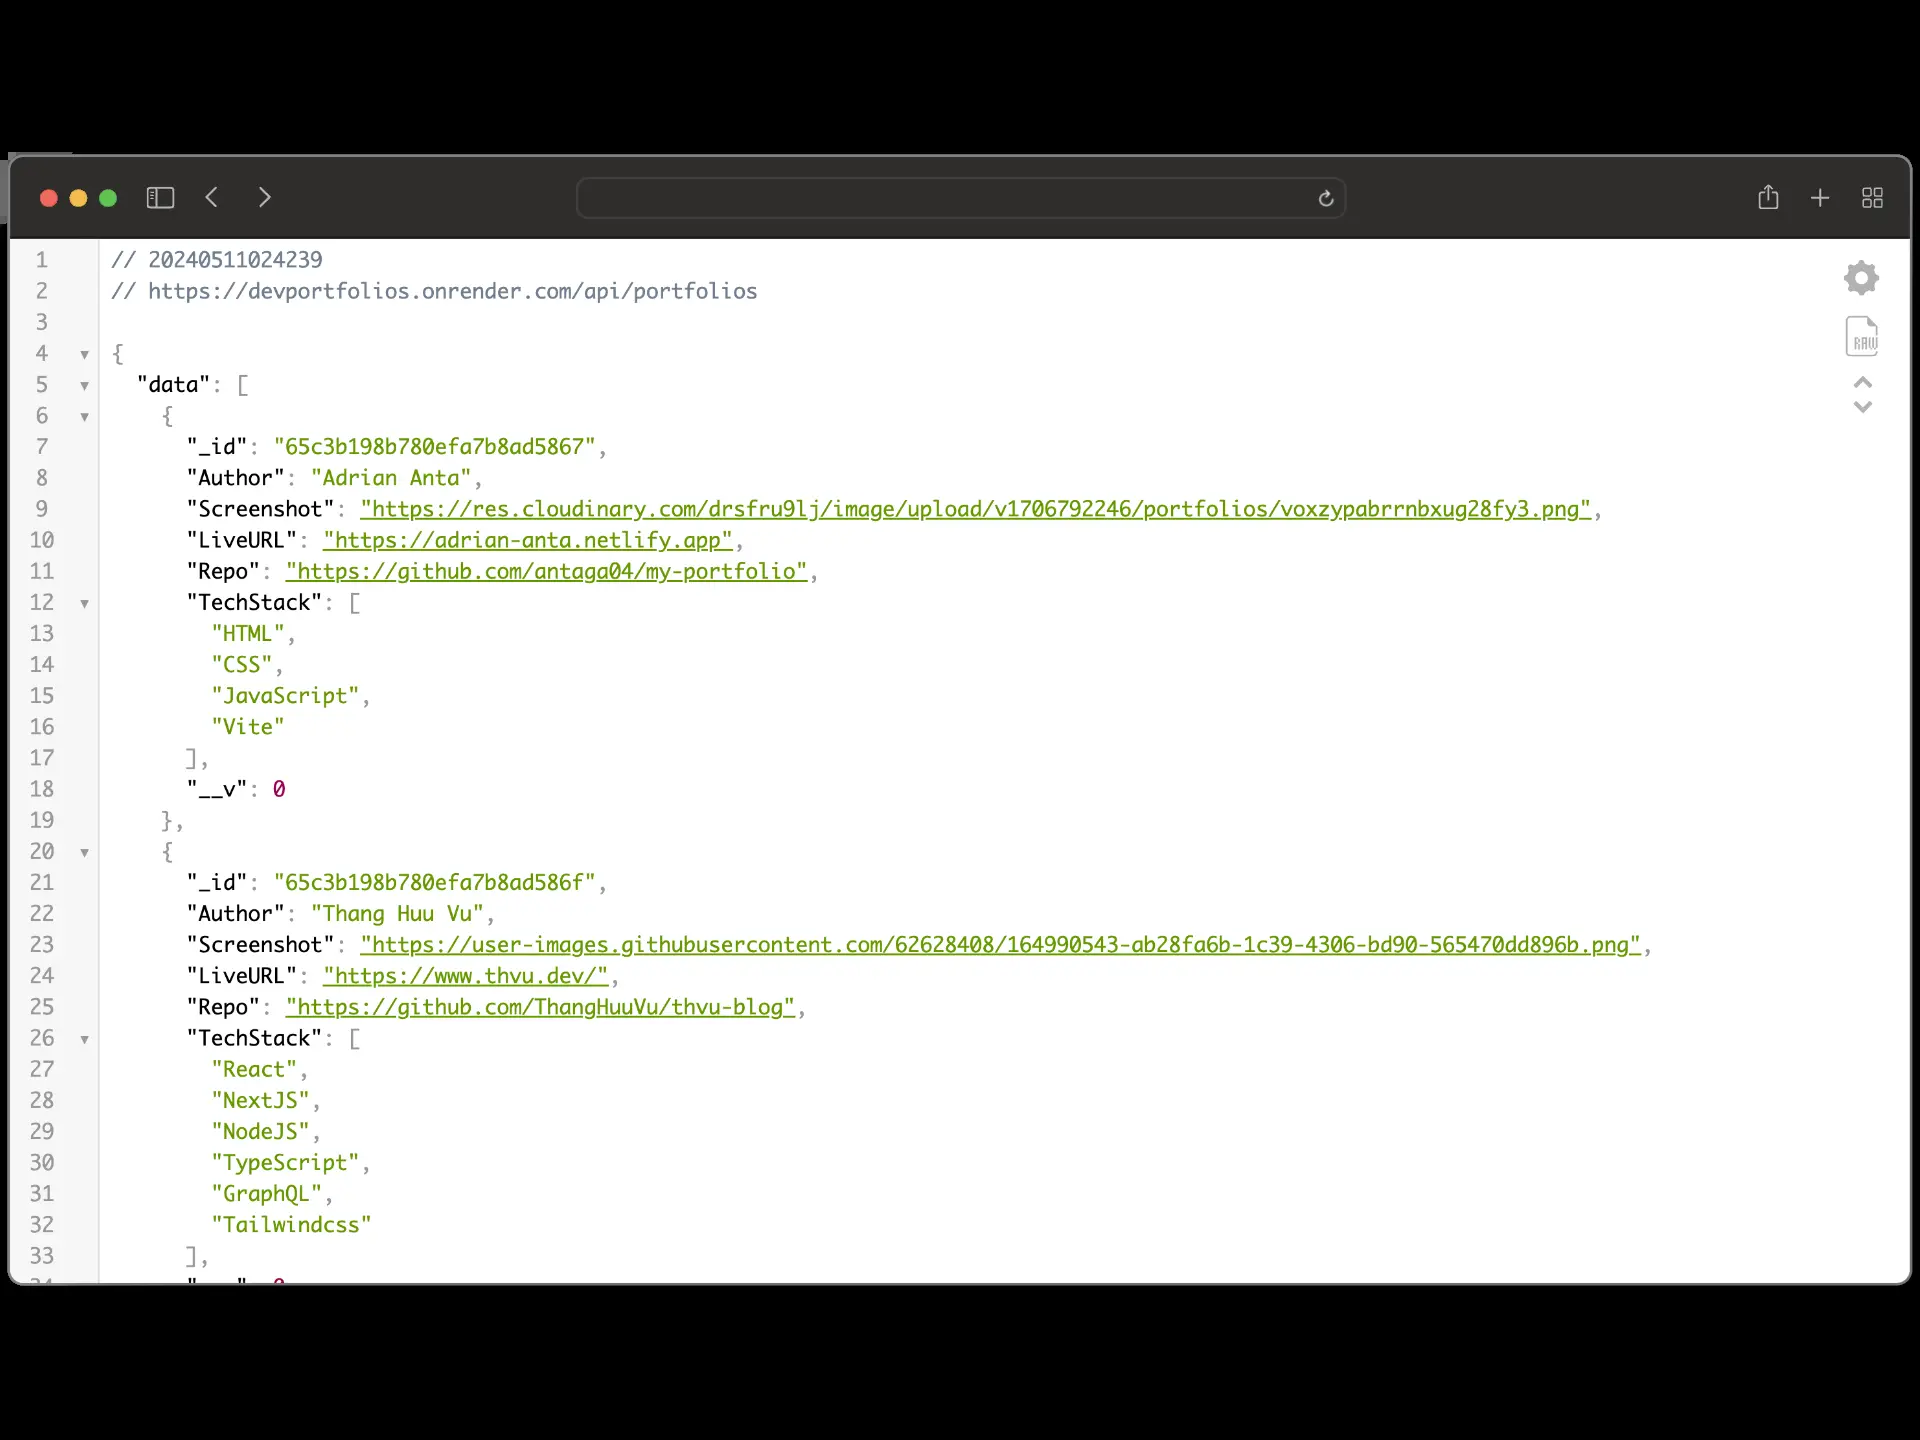 1 // 20240511024239
2 // https://devportfolios.onrender.com/api/portfolios
3
4 {
5 "data": [
6 {
7 "_id": "65c3b198b780efa7b8ad5867",
8 "Author": "Adrian Anta",
9 "Screenshot": "https://res.cloudinary.com/drsfru9lj/image/upload/v1706792246/portfolios/voxzypabrrnbxug28fy3.png",
10 "LiveURL": "https://adrian-anta.netlify.app",
11 "Repo": "https://github.com/antaga04/my-portfolio",
12 "TechStack": [
13 "HTML",
14 "CSS",
15 "JavaScript",
16 "Vite"
17 ],
18 "__v": 0
19 },
20 {
21 "_id": "65c3b198b780efa7b8ad586f",
22 "Author": "Thang Huu Vu",
23 "Screenshot": "https://user-images.githubusercontent.com/62628408/164990543-ab28fa6b-1c39-4306-bd90-565470dd896b.png",
24 "LiveURL": "https://www.thvu.dev/",
25 "Repo": "https://github.com/ThangHuuVu/thvu-blog",
26 "TechStack": [
27 "React",
28 "NextJS",
29 "NodeJS",
30 "TypeScript",
31 "GraphQL",
32 "Tailwindcss"
33 ],
RAW